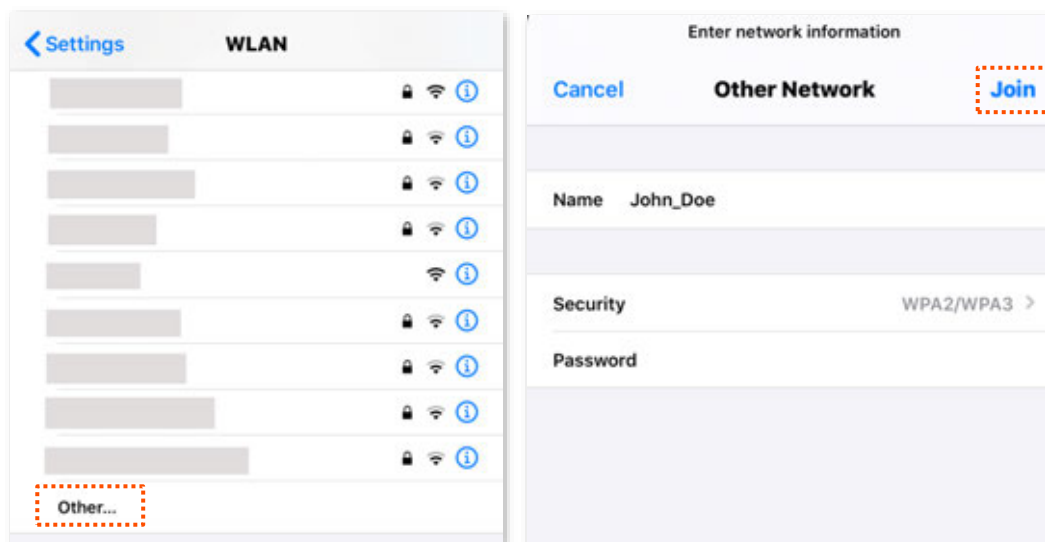 Settings
WLAN
Other...
Enter network information
Cancel
Other Network
Join
Name John_Doe
Security WPA2/WPA3
Password